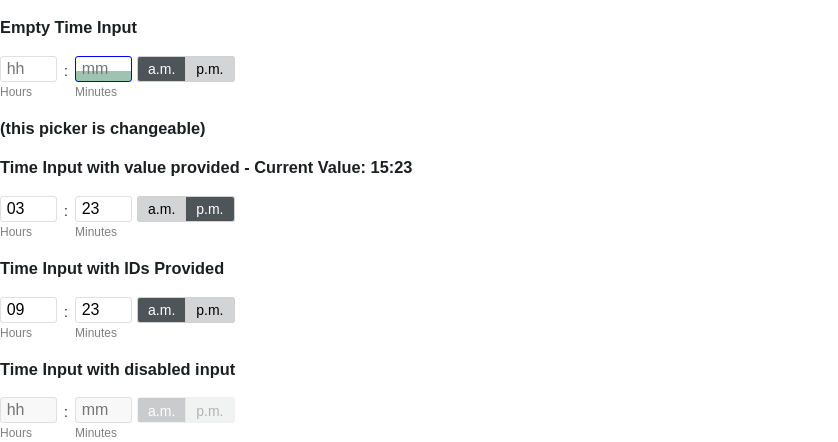 Empty Time Input
hh : mm a.m. p.m.
Hours Minutes
(this picker is changeable)
Time Input with value provided - Current Value: 15:23
03 : 23 a.m. p.m.
Hours Minutes
Time Input with IDs Provided
09 : 23 a.m. p.m.
Hours Minutes
Time Input with disabled input
hh : mm a.m. p.m.
Hours Minutes